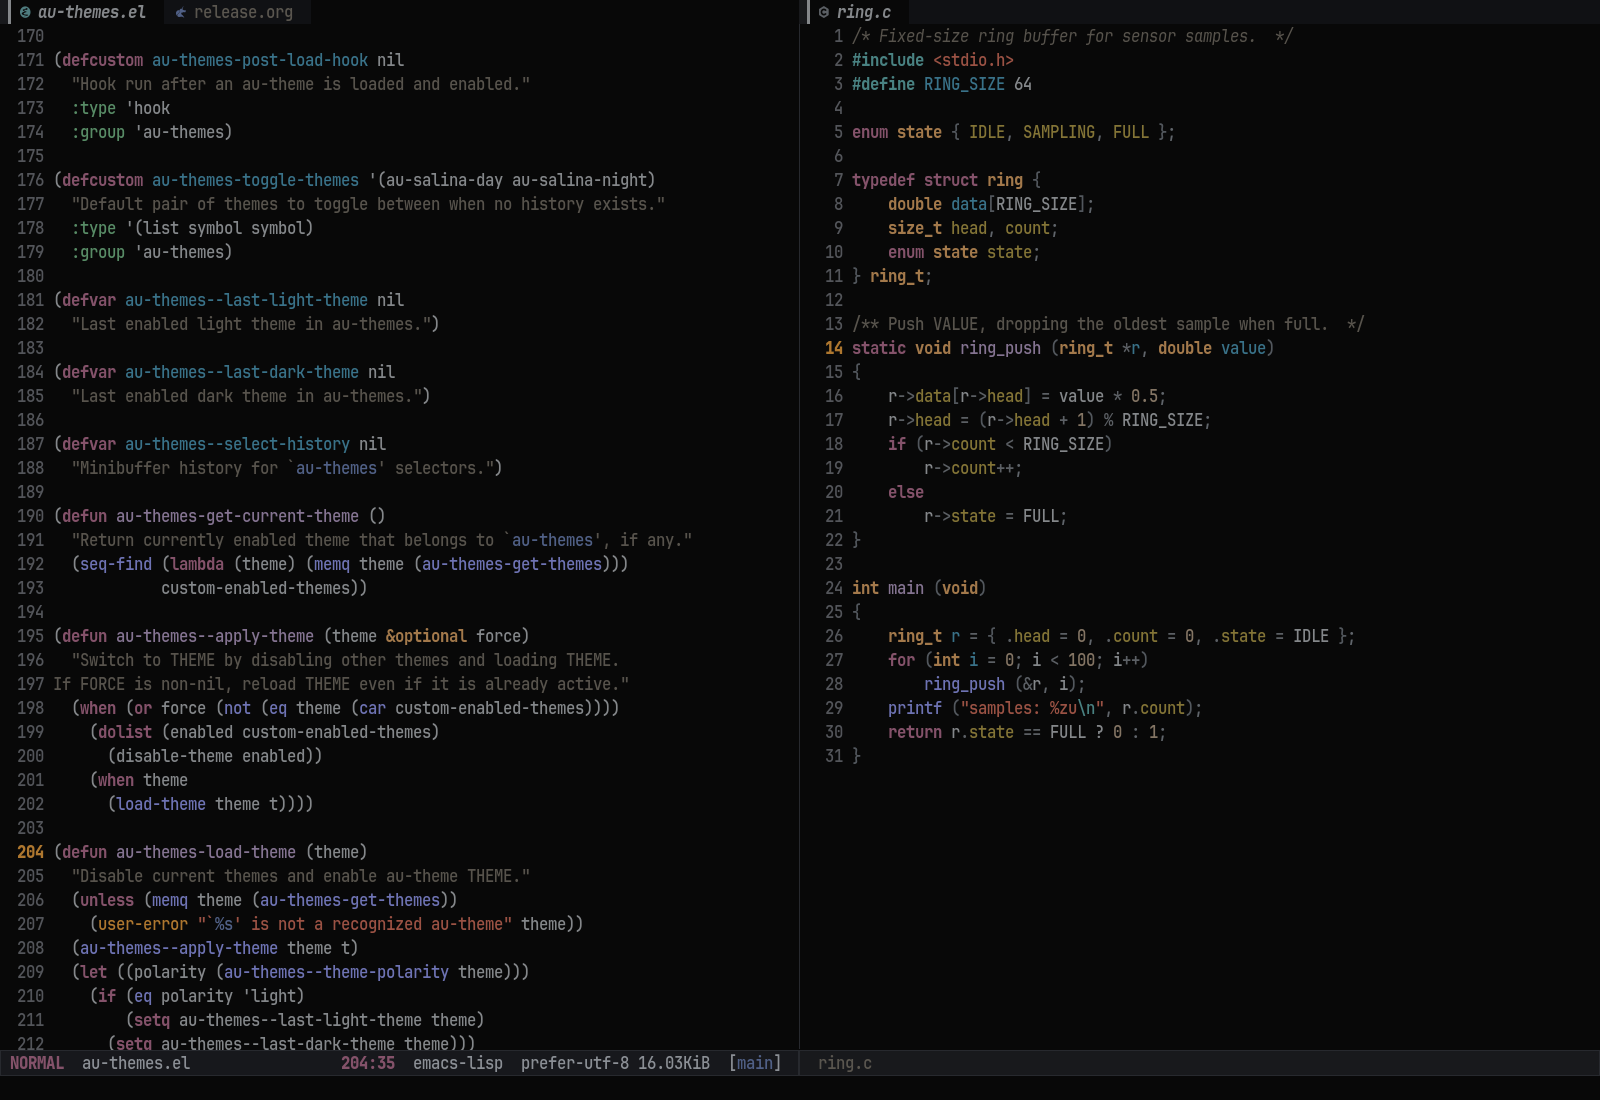 au-themes.el release.org
170
171 (defcustom au-themes-post-load-hook nil
172   "Hook run after an au-theme is loaded and enabled."
173   :type 'hook
174   :group 'au-themes)
175
176 (defcustom au-themes-toggle-themes '(au-salina-day au-salina-night)
177   "Default pair of themes to toggle between when no history exists."
178   :type '(list symbol symbol)
179   :group 'au-themes)
180
181 (defvar au-themes--last-light-theme nil
182   "Last enabled light theme in au-themes.")
183
184 (defvar au-themes--last-dark-theme nil
185   "Last enabled dark theme in au-themes.")
186
187 (defvar au-themes--select-history nil
188   "Minibuffer history for `au-themes' selectors.")
189
190 (defun au-themes-get-current-theme ()
191   "Return currently enabled theme that belongs to `au-themes', if any."
192   (seq-find (lambda (theme) (memq theme (au-themes-get-themes)))
193             custom-enabled-themes))
194
195 (defun au-themes--apply-theme (theme &optional force)
196   "Switch to THEME by disabling other themes and loading THEME.
197 If FORCE is non-nil, reload THEME even if it is already active."
198   (when (or force (not (eq theme (car custom-enabled-themes))))
199     (dolist (enabled custom-enabled-themes)
200       (disable-theme enabled))
201     (when theme
202       (load-theme theme t))))
203
204 (defun au-themes-load-theme (theme)
205   "Disable current themes and enable au-theme THEME."
206   (unless (memq theme (au-themes-get-themes))
207     (user-error "`%s' is not a recognized au-theme" theme))
208   (au-themes--apply-theme theme t)
209   (let ((polarity (au-themes--theme-polarity theme)))
210     (if (eq polarity 'light)
211         (setq au-themes--last-light-theme theme)
212       (setq au-themes--last-dark-theme theme)))
NORMAL au-themes.el 204:35 emacs-lisp prefer-utf-8 16.03KiB [main]
ring.c
1 /* Fixed-size ring buffer for sensor samples.  */
2 #include <stdio.h>
3 #define RING_SIZE 64
4
5 enum state { IDLE, SAMPLING, FULL };
6
7 typedef struct ring {
8     double data[RING_SIZE];
9     size_t head, count;
10     enum state state;
11 } ring_t;
12
13 /** Push VALUE, dropping the oldest sample when full.  */
14 static void ring_push (ring_t *r, double value)
15 {
16     r->data[r->head] = value * 0.5;
17     r->head = (r->head + 1) % RING_SIZE;
18     if (r->count < RING_SIZE)
19         r->count++;
20     else
21         r->state = FULL;
22 }
23
24 int main (void)
25 {
26     ring_t r = { .head = 0, .count = 0, .state = IDLE };
27     for (int i = 0; i < 100; i++)
28         ring_push (&r, i);
29     printf ("samples: %zu\n", r.count);
30     return r.state == FULL ? 0 : 1;
31 }
ring.c